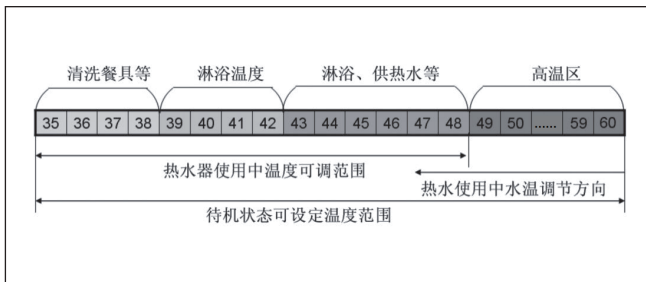 清洗餐具等 淋浴温度 淋浴、供热水等 高温区
35 36 37 38 39 40 41 42 43 44 45 46 47 48 49 50 ...... 59 60
热水器使用中温度可调范围
热水使用中水温调节方向
待机状态可设定温度范围